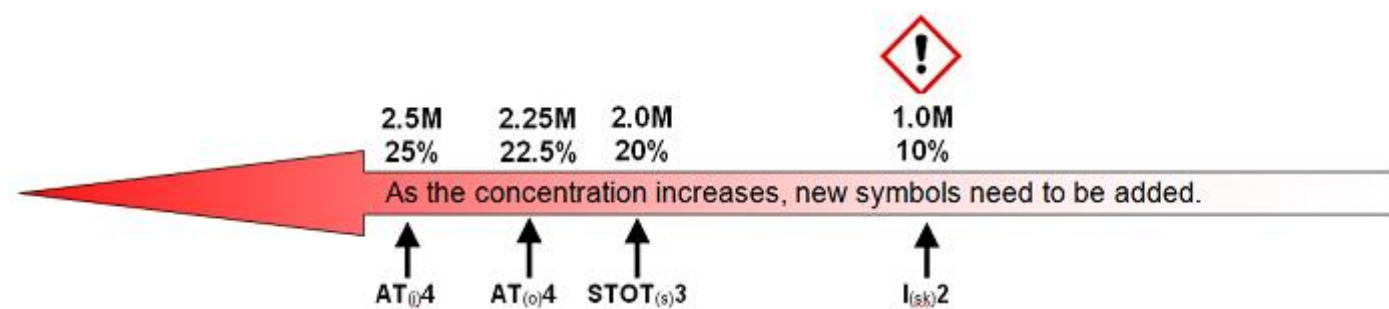 !
2.5M 2.25M 2.0M 1.0M
25% 22.5% 20% 10%
As the concentration increases, new symbols need to be added.
AT(i)4 AT(o)4 STOT(s)3 I(sk)2